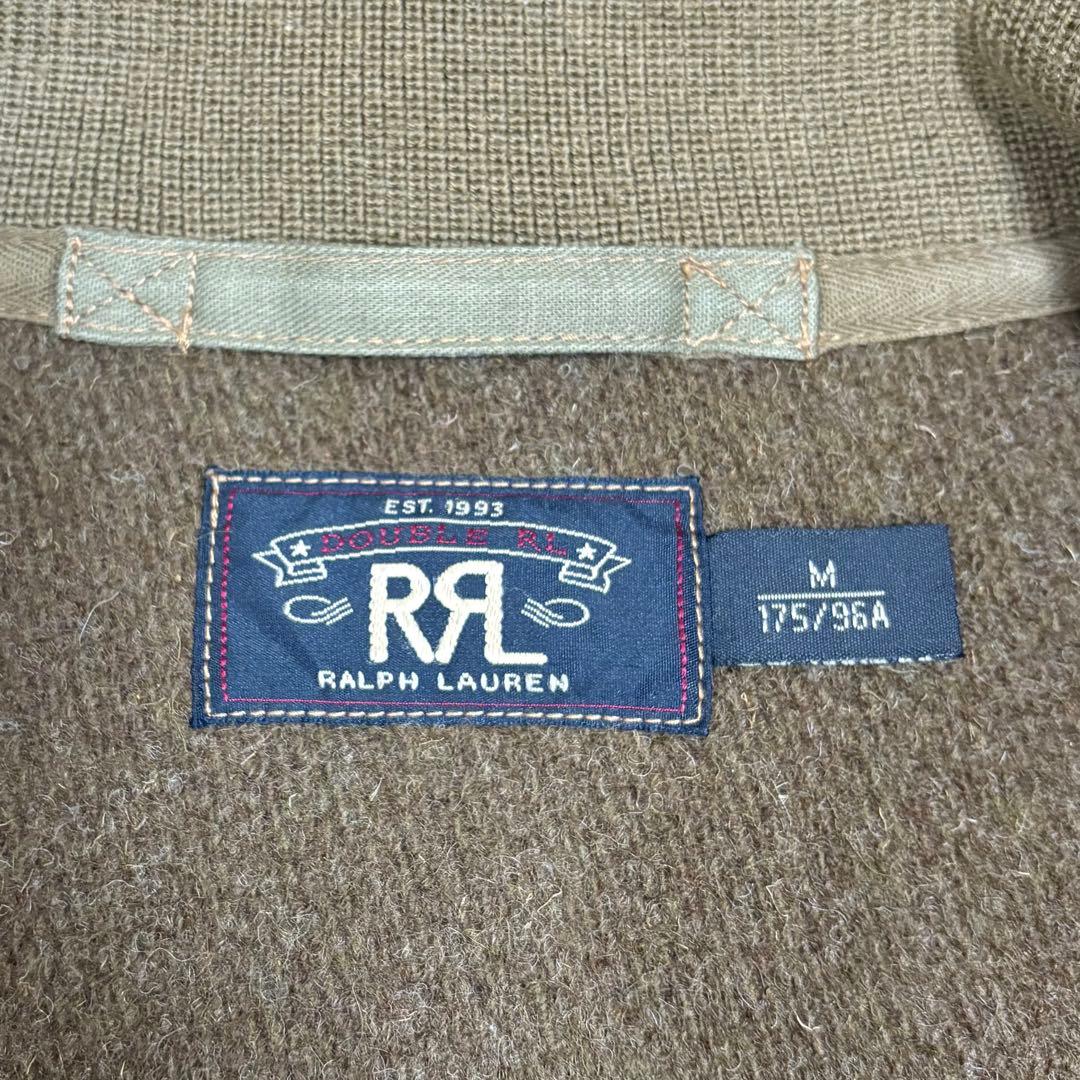 EST. 1993
DOUBLE RL
RRL
RALPH LAUREN
M
175/96A